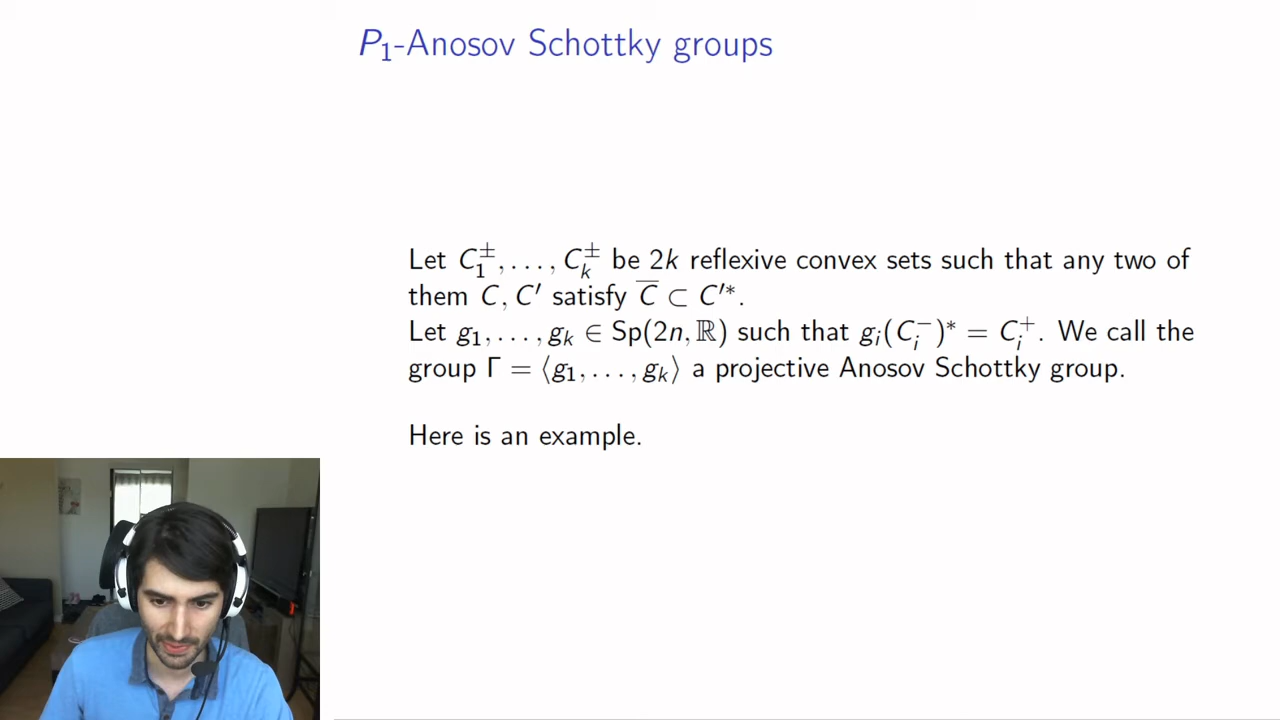 P₁-Anosov Schottky groups
Let C₁^±, …, Cₖ^± be 2k reflexive convex sets such that any two of
them C, C′ satisfy C̅ ⊂ C′*.
Let g₁, …, gₖ ∈ Sp(2n, ℝ) such that gᵢ(Cᵢ⁻)* = Cᵢ⁺. We call the
group Γ = ⟨g₁, …, gₖ⟩ a projective Anosov Schottky group.
Here is an example.